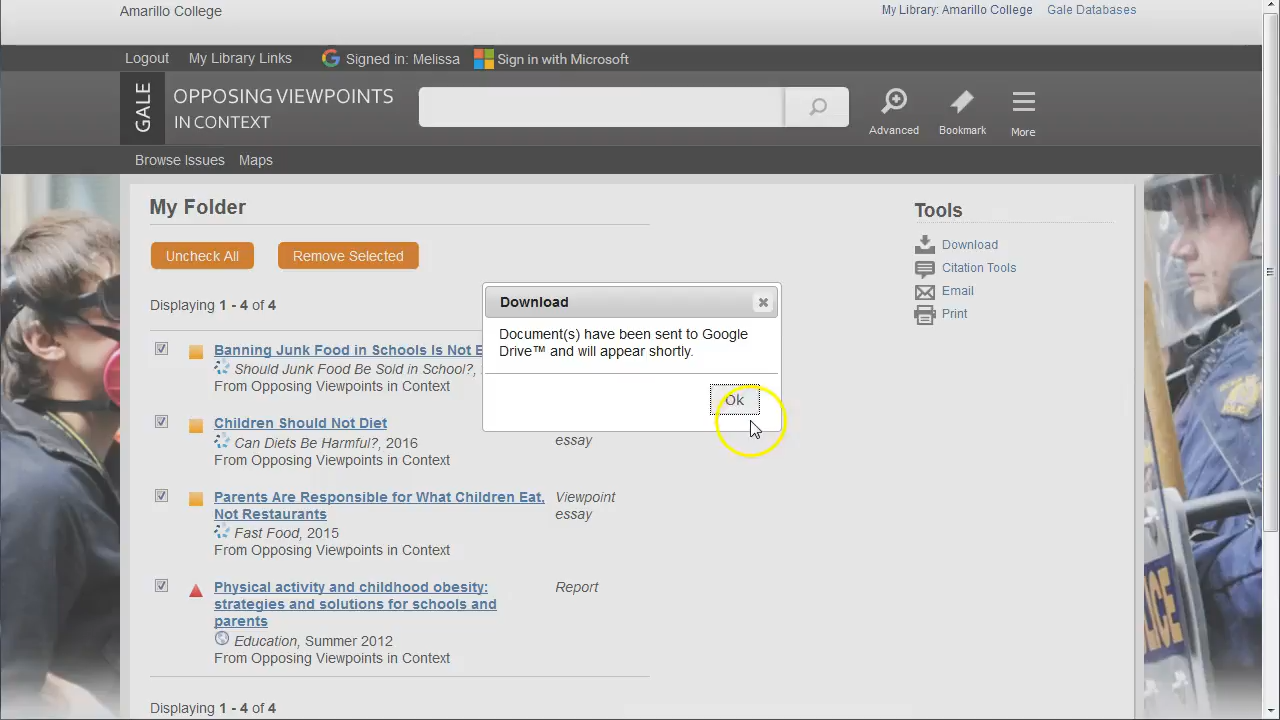 Amarillo College
My Library: Amarillo College Gale Databases
Logout My Library Links Signed in: Melissa Sign in with Microsoft
GALE
OPPOSING VIEWPOINTS
IN CONTEXT
Advanced Bookmark More
Browse Issues Maps
My Folder
Uncheck All Remove Selected
Displaying 1 - 4 of 4
Banning Junk Food in Schools Is Not E
Should Junk Food Be Sold in School?,
From Opposing Viewpoints in Context
Children Should Not Diet
Can Diets Be Harmful?, 2016
essay
From Opposing Viewpoints in Context
Parents Are Responsible for What Children Eat,
Not Restaurants
Viewpoint
essay
Fast Food, 2015
From Opposing Viewpoints in Context
Physical activity and childhood obesity:
strategies and solutions for schools and
parents
Report
Education, Summer 2012
From Opposing Viewpoints in Context
Displaying 1 - 4 of 4
Download
Document(s) have been sent to Google
Drive™ and will appear shortly.
Ok
Tools
Download
Citation Tools
Email
Print
POLICE